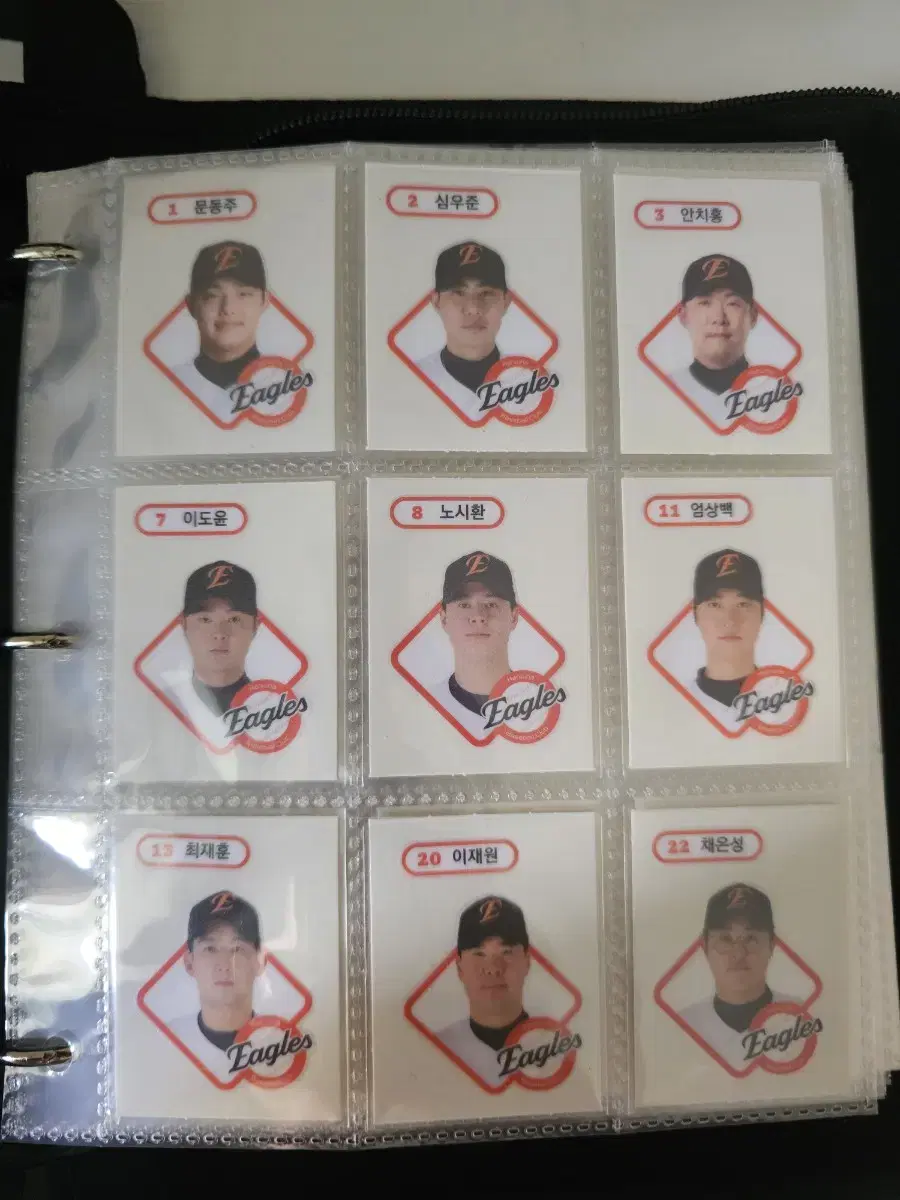 1 문동주
Eagles
2 심우준
Eagles
3 안치홍
Eagles
7 이도윤
Eagles
8 노시환
Eagles
11 엄상백
Eagles
13 최재훈
Eagles
20 이재원
Eagles
22 채은성
Eagles